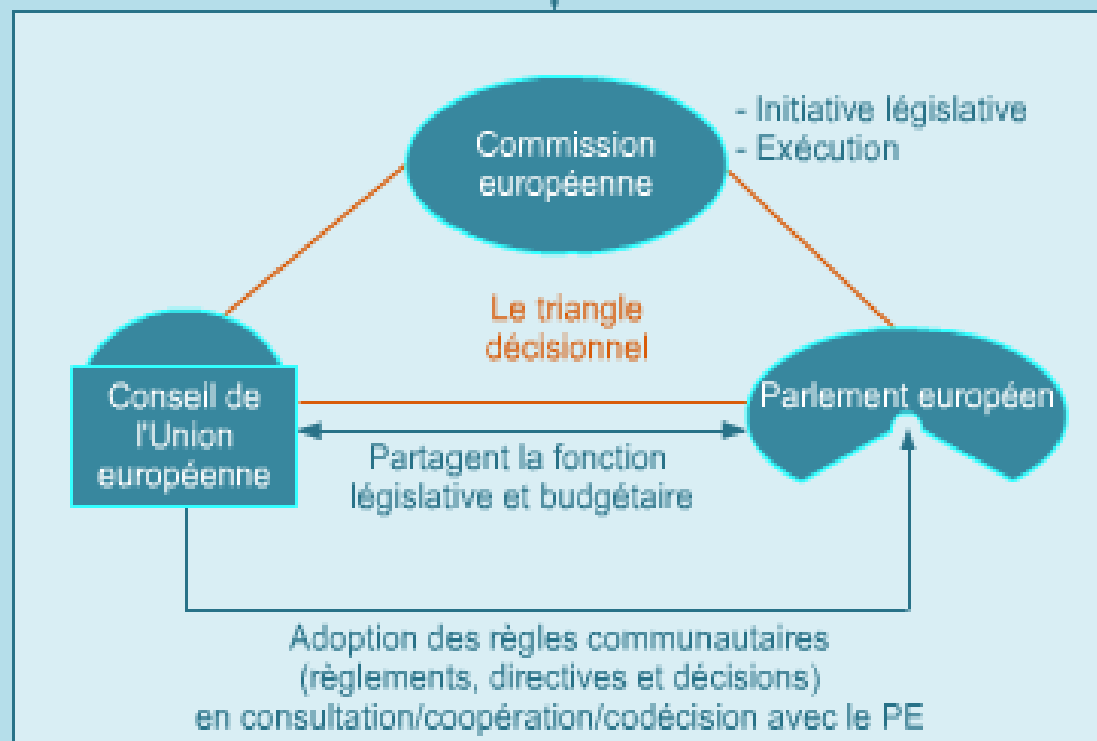 Commission
européenne
- Initiative législative
- Exécution
Le triangle
décisionnel
Conseil de
l'Union
européenne
Parlement européen
Partagent la fonction
législative et budgétaire
Adoption des règles communautaires
(règlements, directives et décisions)
en consultation/coopération/codécision avec le PE